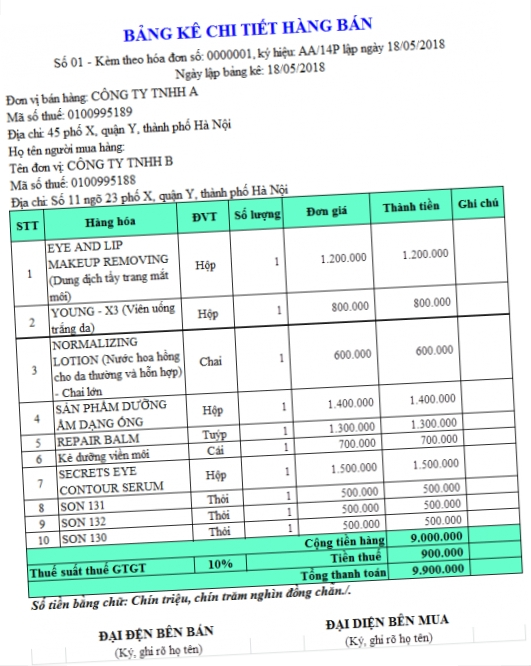 BẢNG KÊ CHI TIẾT HÀNG BÁN
Số 01 - Kèm theo hóa đơn số: 0000001, ký hiệu: AA/14P lập ngày 18/05/2018
Ngày lập bảng kê: 18/05/2018
Đơn vị bán hàng: CÔNG TY TNHH A
Mã số thuế: 0100995189
Địa chỉ: 45 phố X, quận Y, thành phố Hà Nội
Họ tên người mua hàng:
Tên đơn vị: CÔNG TY TNHH B
Mã số thuế: 0100995188
Địa chỉ: Số 11 ngõ 23 phố X, quận Y, thành phố Hà Nội
STT Hàng hóa ĐVT Số lượng Đơn giá Thành tiền Ghi chú
1 EYE AND LIP MAKEUP REMOVING (Dung dịch tẩy trang mắt môi) Hộp 1 1.200.000 1.200.000
2 YOUNG - X3 (Viên uống trắng da) Hộp 1 800.000 800.000
3 NORMALIZING LOTION (Nước hoa hồng cho da thường và hỗn hợp) - Chai lớn Chai 1 600.000 600.000
4 SẢN PHẨM DƯỠNG ẨM DẠNG ỐNG Hộp 1 1.400.000 1.400.000
5 REPAIR BALM Tuýp 1 1.300.000 1.300.000
6 Kẻ dưỡng viền môi Cái 1 700.000 700.000
7 SECRETS EYE CONTOUR SERUM Hộp 1 1.500.000 1.500.000
8 SON 131 Thỏi 1 500.000 500.000
9 SON 132 Thỏi 1 500.000 500.000
10 SON 130 Thỏi 1 500.000 500.000
Cộng tiền hàng 9.000.000
Thuế suất thuế GTGT 10% Tiền thuế 900.000
Tổng thanh toán 9.900.000
Số tiền bằng chữ: Chín triệu, chín trăm nghìn đồng chẵn./.
ĐẠI ĐỆN BÊN BÁN ĐẠI DIỆN BÊN MUA
(Ký, ghi rõ họ tên) (Ký, ghi rõ họ tên)